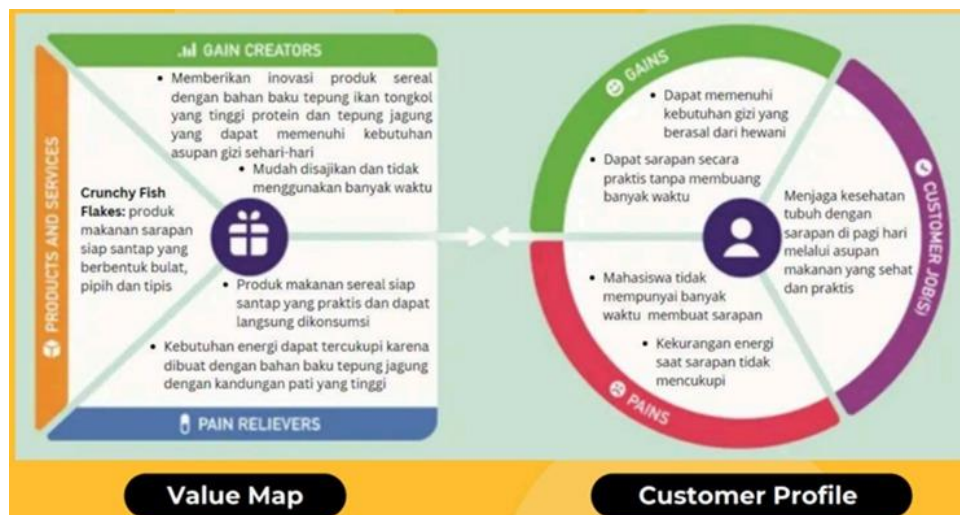 GAIN CREATORS
• Memberikan inovasi produk sereal
dengan bahan baku tepung ikan tongkol
yang tinggi protein dan tepung jagung
yang dapat memenuhi kebutuhan
asupan gizi sehari-hari
• Mudah disajikan dan tidak
menggunakan banyak waktu
PRODUCTS AND SERVICES
Crunchy Fish
Flakes: produk
makanan sarapan
siap santap yang
berbentuk bulat,
pipih dan tipis
• Produk makanan sereal siap
santap yang praktis dan dapat
langsung dikonsumsi
• Kebutuhan energi dapat tercukupi karena
dibuat dengan bahan baku tepung jagung
dengan kandungan pati yang tinggi
PAIN RELIEVERS
Value Map
GAINS
• Dapat memenuhi
kebutuhan gizi yang
berasal dari hewani
• Dapat sarapan secara
praktis tanpa membuang
banyak waktu
CUSTOMER JOB(S)
Menjaga kesehatan
tubuh dengan
sarapan di pagi hari
melalui asupan
makanan yang sehat
dan praktis
• Mahasiswa tidak
mempunyai banyak
waktu membuat sarapan
• Kekurangan energi
saat sarapan tidak
mencukupi
PAINS
Customer Profile